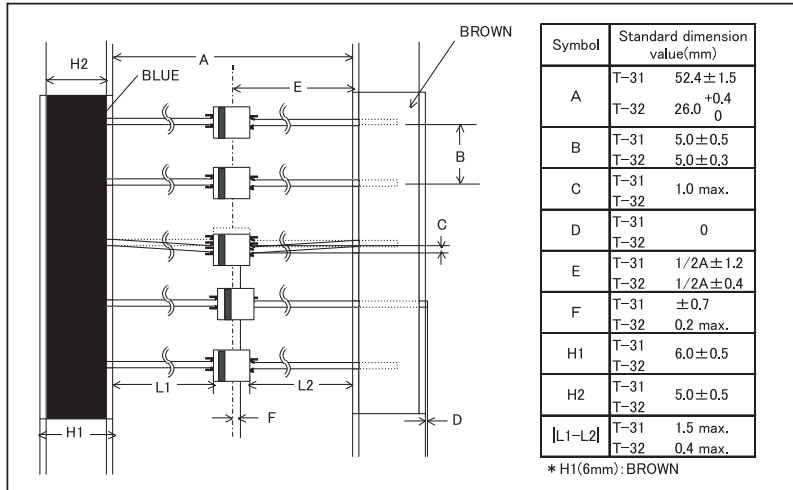 H2
BLUE
A
E
BROWN
B
C
L1
L2
F
D
H1
Symbol Standard dimension value(mm)
A T-31 52.4±1.5
T-32 26.0 +0.4 0
B T-31 5.0±0.5
T-32 5.0±0.3
C T-31 T-32 1.0 max.
D T-31 T-32 0
E T-31 1/2A±1.2
T-32 1/2A±0.4
F T-31 ±0.7
T-32 0.2 max.
H1 T-31 T-32 6.0±0.5
H2 T-31 T-32 5.0±0.5
|L1-L2| T-31 1.5 max.
T-32 0.4 max.
* H1(6mm):BROWN